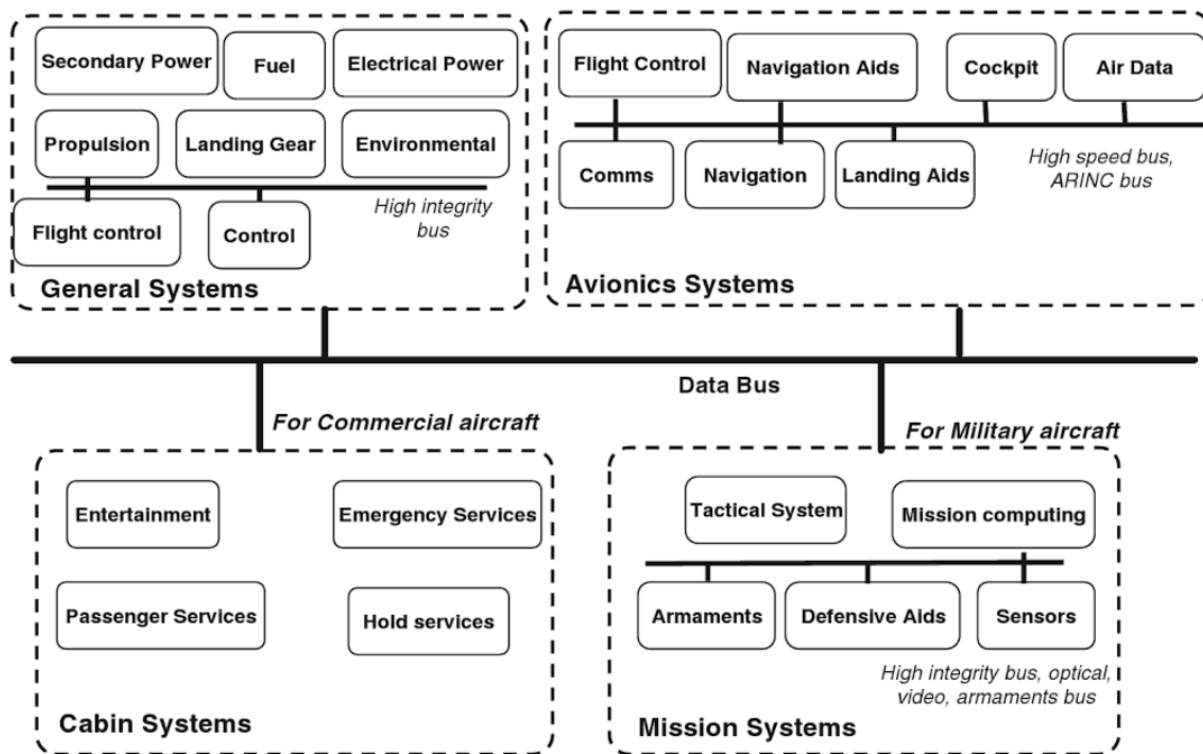 Secondary Power
Fuel
Electrical Power
Propulsion
Landing Gear
Environmental
High integrity
bus
Flight control
Control
General Systems
Flight Control
Navigation Aids
Cockpit
Air Data
High speed bus,
ARINC bus
Comms
Navigation
Landing Aids
Avionics Systems
Data Bus
For Commercial aircraft
For Military aircraft
Entertainment
Emergency Services
Passenger Services
Hold services
Cabin Systems
Tactical System
Mission computing
Armaments
Defensive Aids
Sensors
High integrity bus, optical,
video, armaments bus
Mission Systems